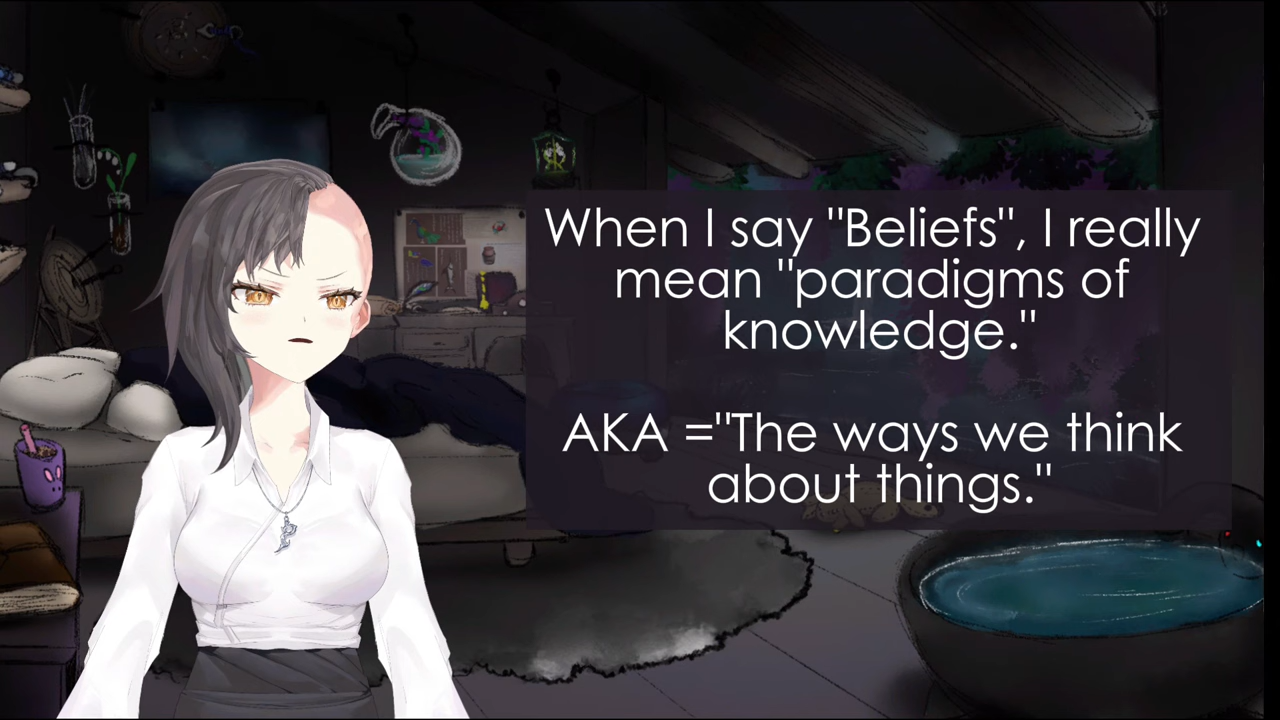 When I say "Beliefs", I really
mean "paradigms of
knowledge."
AKA ="The ways we think
about things."